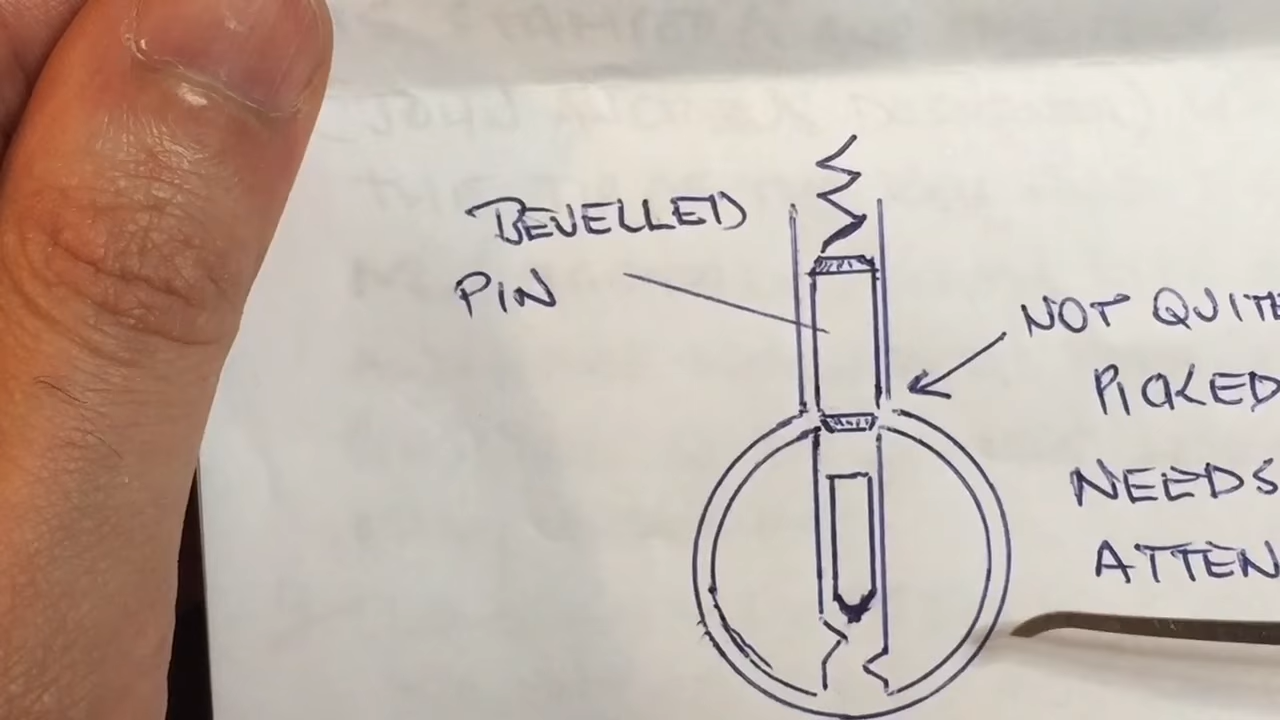 BEVELLED
PIN
NOT QUITE
PICKED
NEEDS
ATTEN